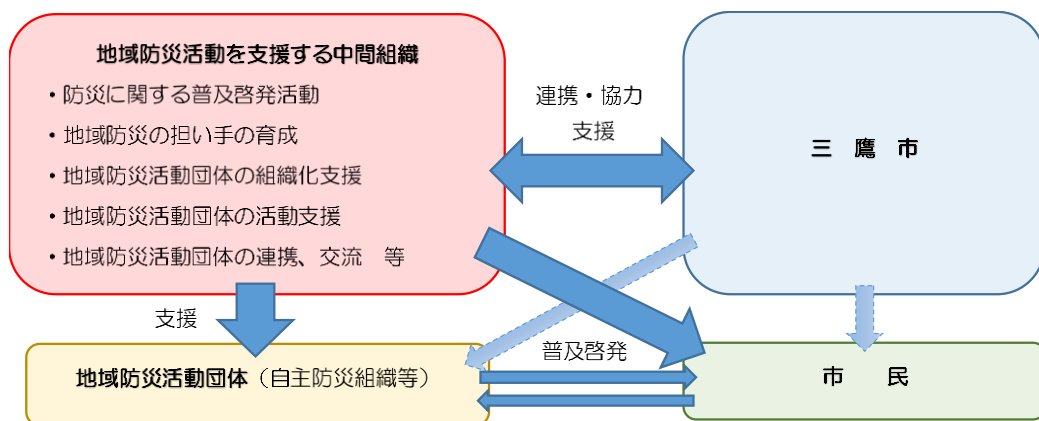 地域防災活動を支援する中間組織
・防災に関する普及啓発活動
・地域防災の担い手の育成
・地域防災活動団体の組織化支援
・地域防災活動団体の活動支援
・地域防災活動団体の連携、交流　等
連携・協力
支援
三　鷹　市
支援
普及啓発
地域防災活動団体（自主防災組織等）
市　　民